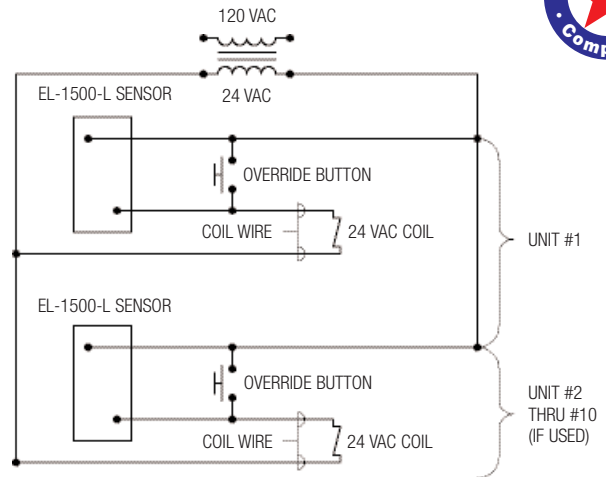 120 VAC
24 VAC
EL-1500-L SENSOR
OVERRIDE BUTTON
COIL WIRE
24 VAC COIL
UNIT #1
EL-1500-L SENSOR
OVERRIDE BUTTON
COIL WIRE
24 VAC COIL
UNIT #2
THRU #10
(IF USED)